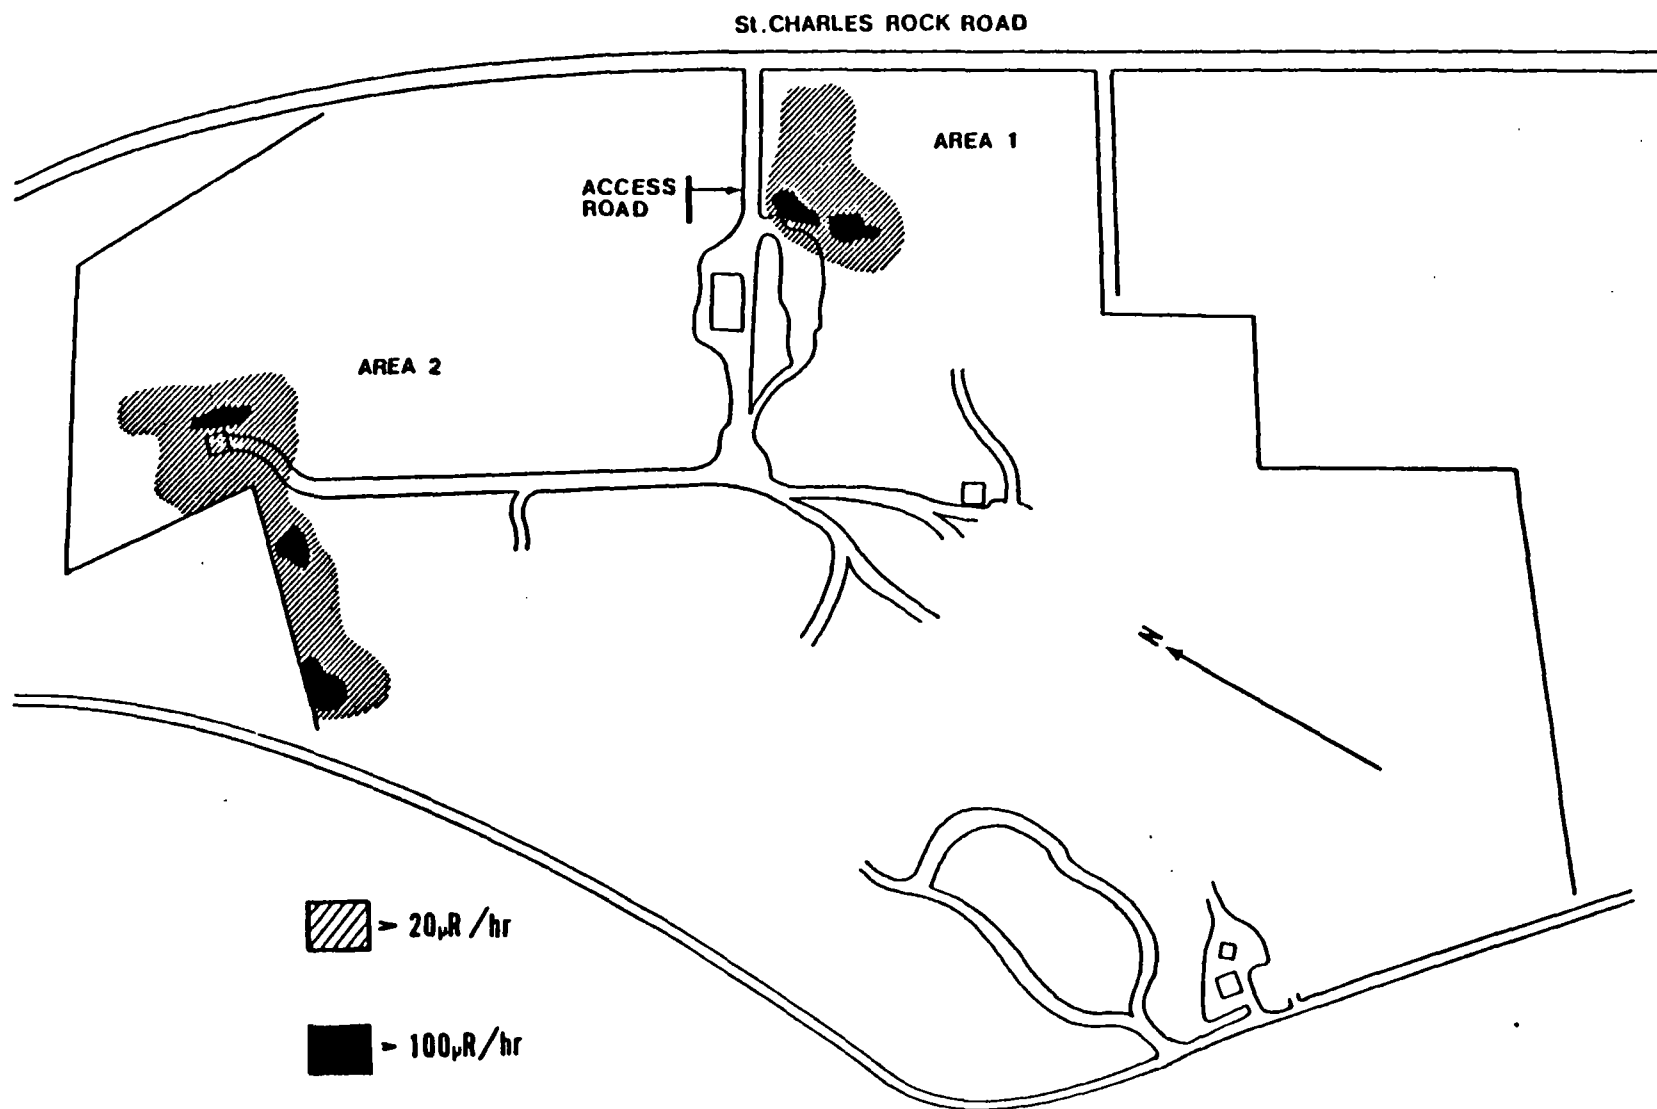 St.CHARLES ROCK ROAD
AREA 1
ACCESS
ROAD
AREA 2
N
> 20µR/hr
> 100µR/hr